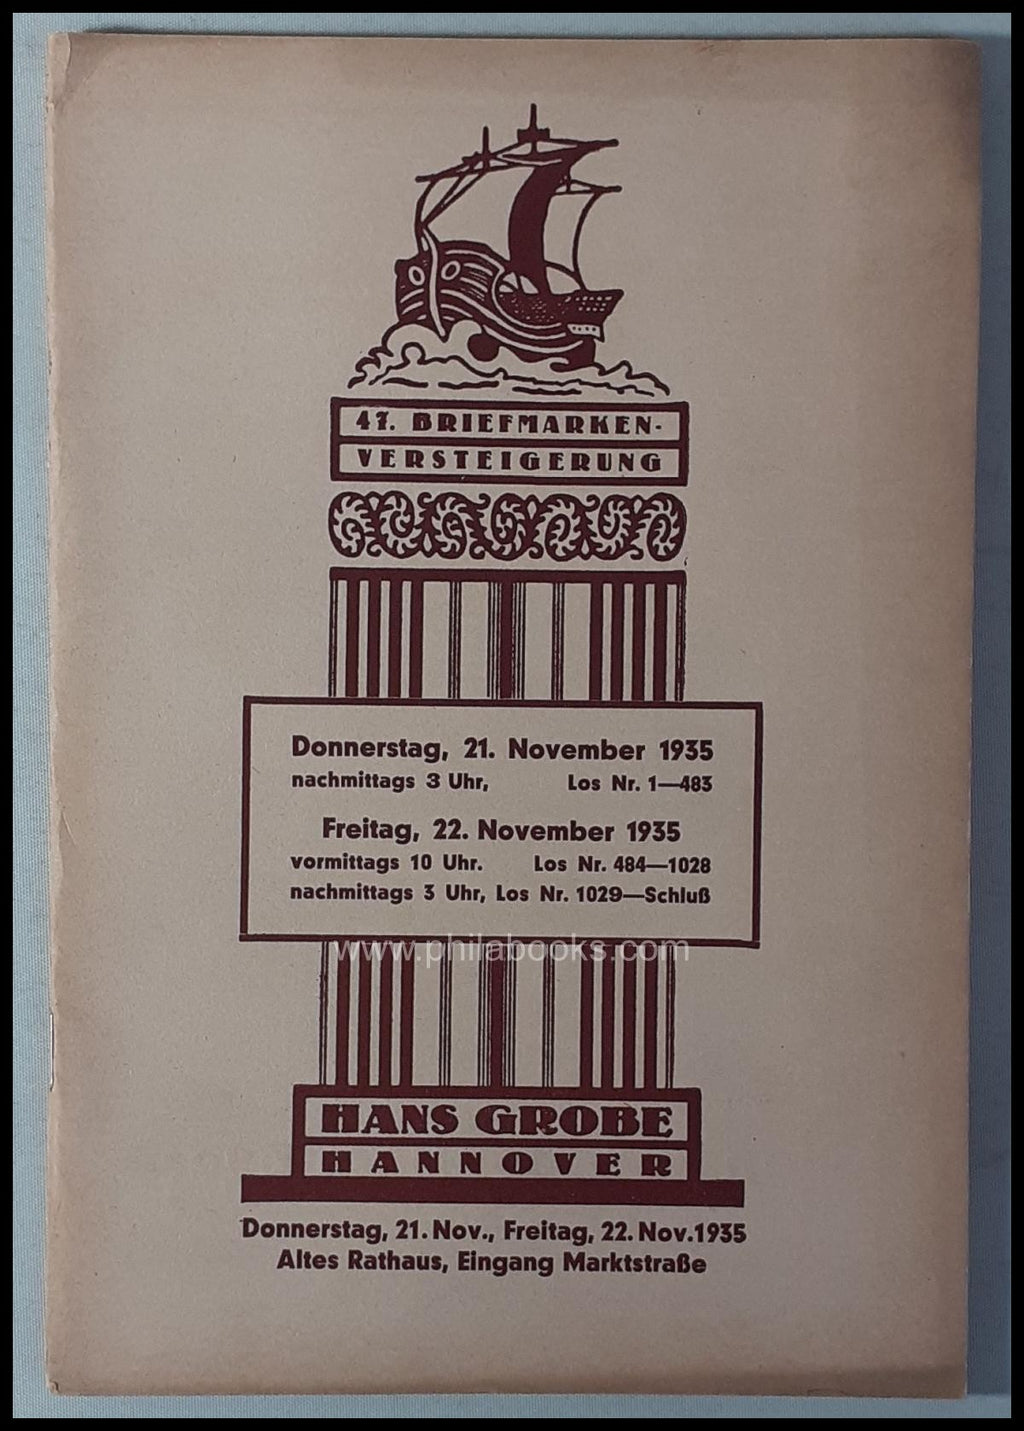 47. BRIEFMARKEN-
VERSTEIGERUNG
Donnerstag, 21. November 1935
nachmittags 3 Uhr, Los Nr. 1—483
Freitag, 22. November 1935
vormittags 10 Uhr. Los Nr. 484—1028
nachmittags 3 Uhr, Los Nr. 1029—Schluß
www.philabooks.com
HANS GROBE
HANNOVER
Donnerstag, 21. Nov., Freitag, 22. Nov. 1935
Altes Rathaus, Eingang Marktstraße